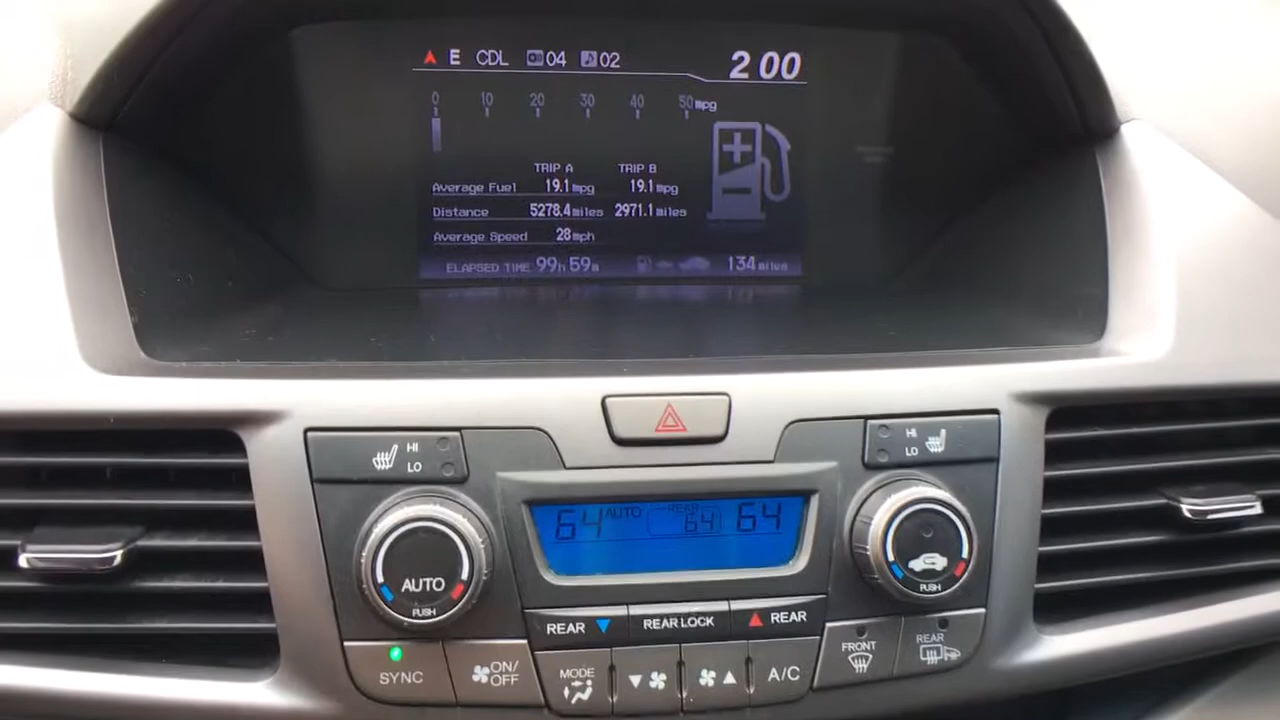 E CDL 04 02 2 00
0 10 20 30 40 50 mpg
TRIP A TRIP B
Average Fuel 19.1 mpg 19.1 mpg
Distance 5278.4 miles 2971.1 miles
Average Speed 28 mph
ELAPSED TIME 99h 59m 134 miles
HI
LO
HI
LO
64 AUTO REAR 64 64
AUTO
PUSH
PUSH
REAR REAR LOCK REAR
SYNC
ON/
OFF
MODE
A/C
FRONT
REAR